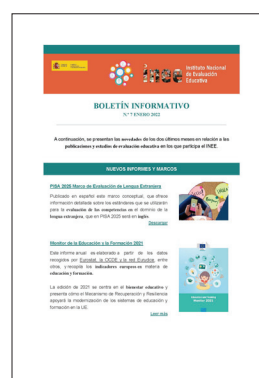 inee
Instituto Nacional
de Evaluación
Educativa
BOLETÍN INFORMATIVO
N.º 7 ENERO 2022
A continuación, se presentan las novedades de los dos últimos meses en relación a las
publicaciones y estudios de evaluación educativa en los que participa el INEE.
NUEVOS INFORMES Y MARCOS
PISA 2025 Marco de Evaluación de Lengua Extranjera
Publicado en español este marco conceptual, que ofrece
información detallada sobre los estándares que se utilizarán
para la evaluación de las competencias en el dominio de la
lengua extranjera, que en PISA 2025 será en inglés.
Descargar
Monitor de la Educación y la Formación 2021
Este informe anual es elaborado a partir de los datos
recogidos por Eurostat, la OCDE y la red Eurydice, entre
otros, y recopila los indicadores europeos en materia de
educación y formación.
La edición de 2021 se centra en el bienestar educativo y
presenta cómo el Mecanismo de Recuperación y Resiliencia
apoyará la modernización de los sistemas de educación y
formación en la UE.
Leer más